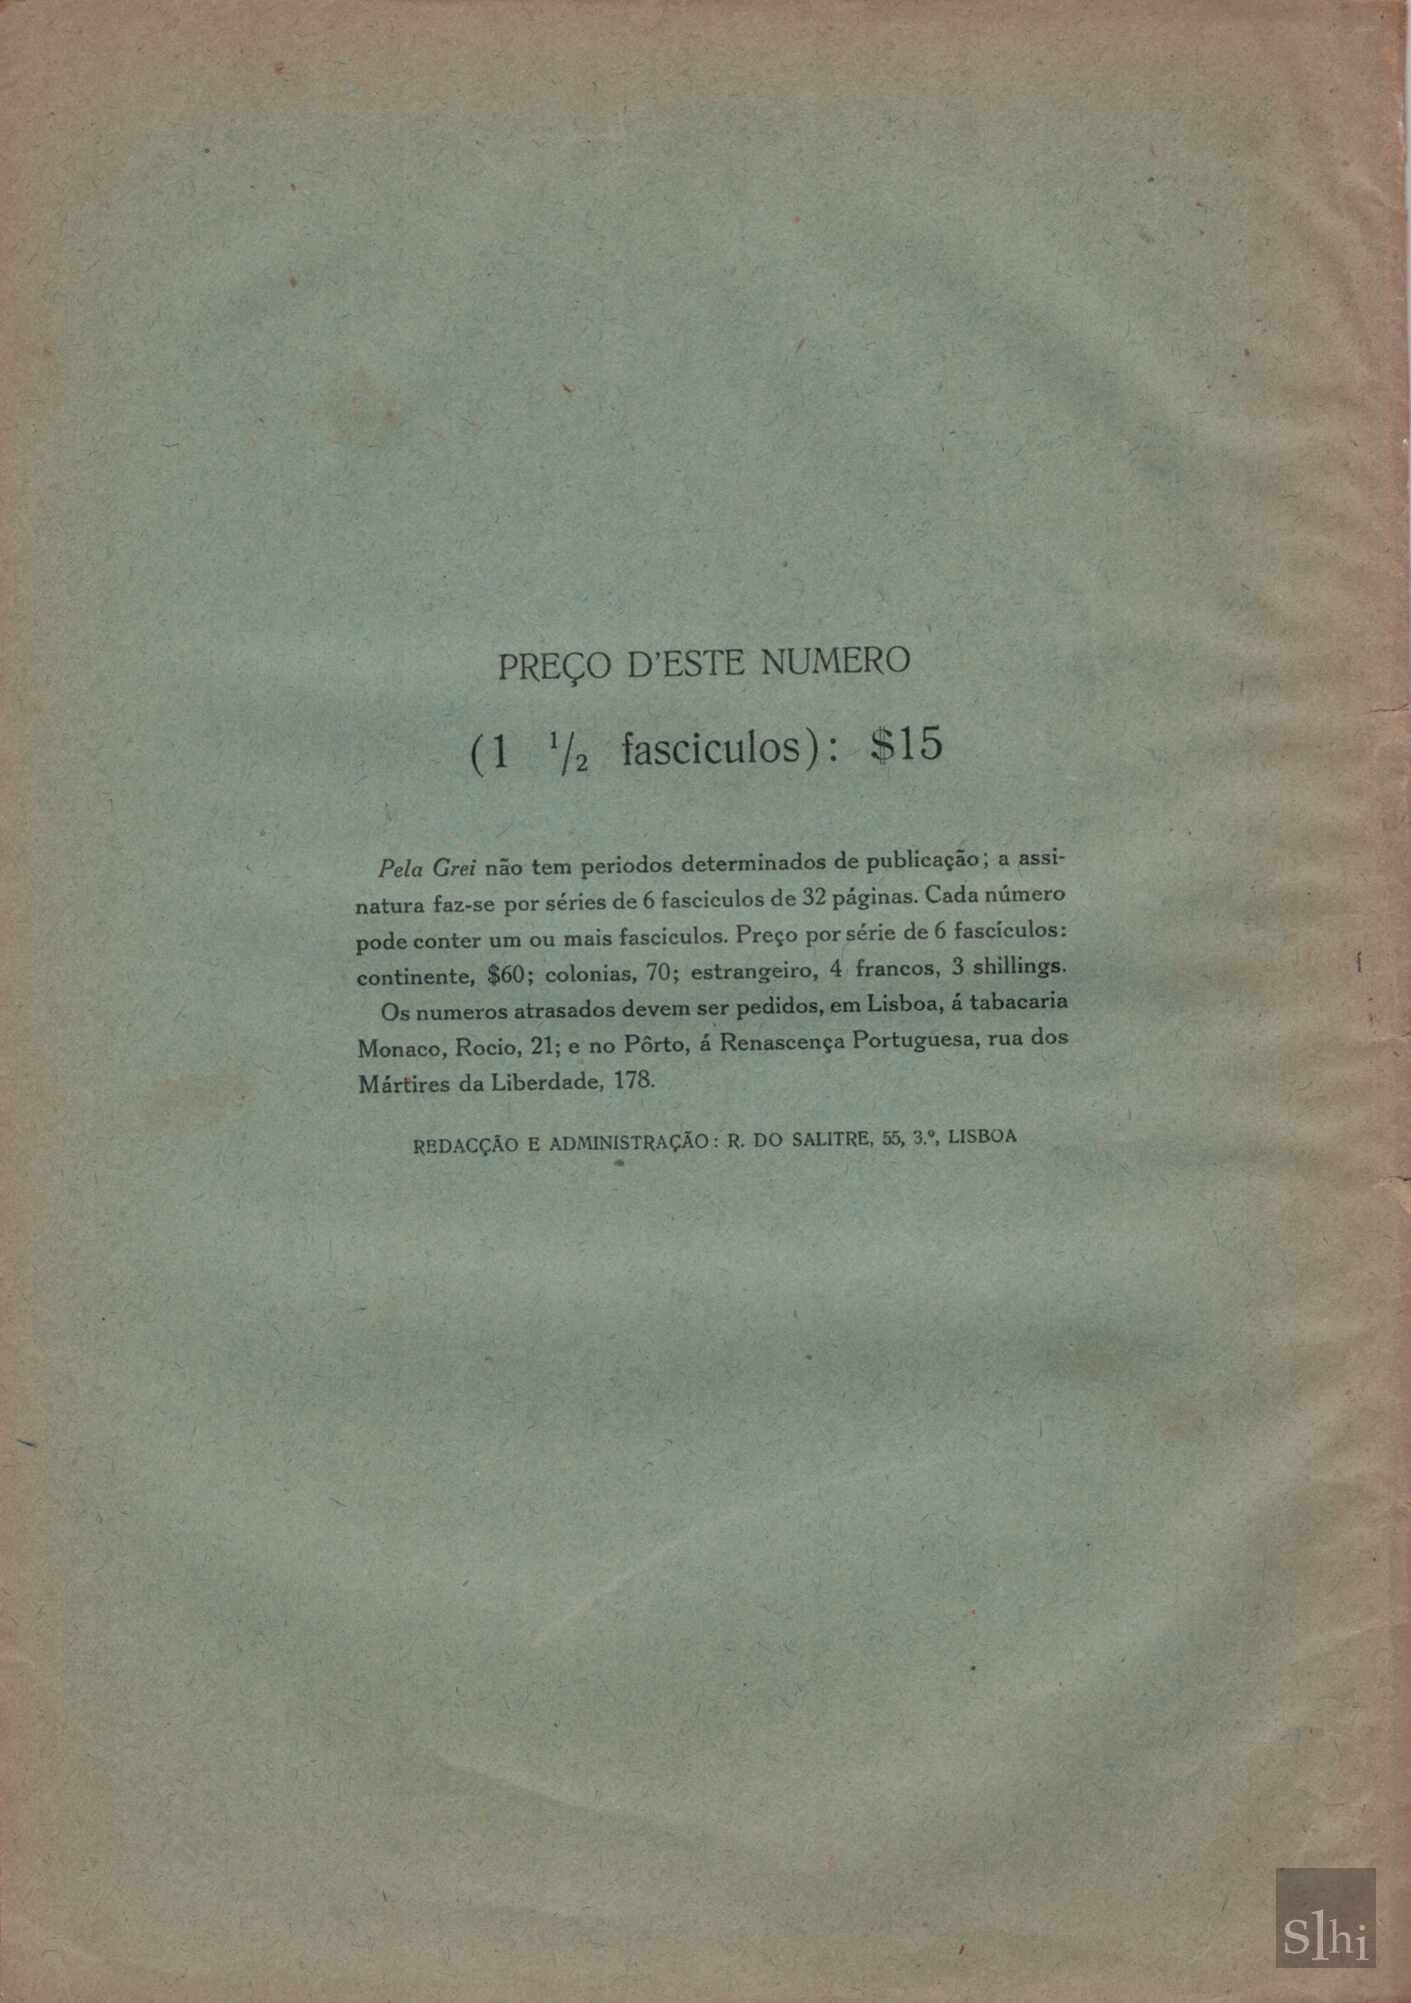 PREÇO D'ESTE NUMERO
(1 1/2 fasciculos): $15
Pela Grei não tem periodos determinados de publicação; a assi-
natura faz-se por séries de 6 fasciculos de 32 páginas. Cada número
pode conter um ou mais fasciculos. Preço por série de 6 fascículos:
continente, $60; colonias, 70; estrangeiro, 4 francos, 3 shillings.
Os numeros atrasados devem ser pedidos, em Lisboa, á tabacaria
Monaco, Rocio, 21; e no Pôrto, á Renascença Portuguesa, rua dos
Mártires da Liberdade, 178.
REDACÇÃO E ADMINISTRAÇÃO: R. DO SALITRE, 55, 3.º, LISBOA
slhi